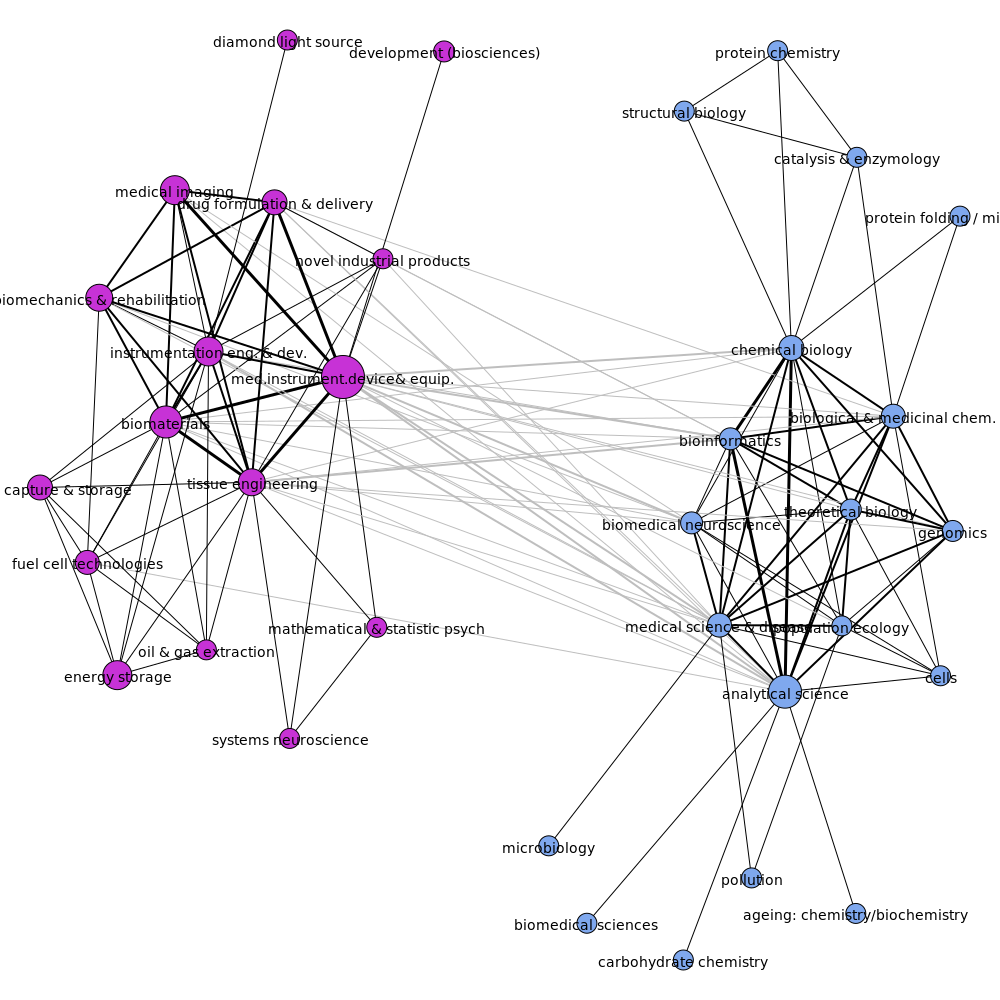 diamond light source
development (biosciences)
protein chemistry
structural biology
catalysis & enzymology
medical imaging
drug formulation & delivery
protein folding / mi
novel industrial products
biomechanics & rehabilitation
instrumentation eng. & dev.
chemical biology
med.instrument.device& equip.
biomaterials
biological & medicinal chem.
bioinformatics
capture & storage
tissue engineering
theoretical biology
biomedical neuroscience
genomics
fuel cell technologies
mathematical & statistic psych
medical science & disease
population ecology
oil & gas extraction
energy storage
cells
analytical science
systems neuroscience
microbiology
pollution
ageing: chemistry/biochemistry
biomedical sciences
carbohydrate chemistry